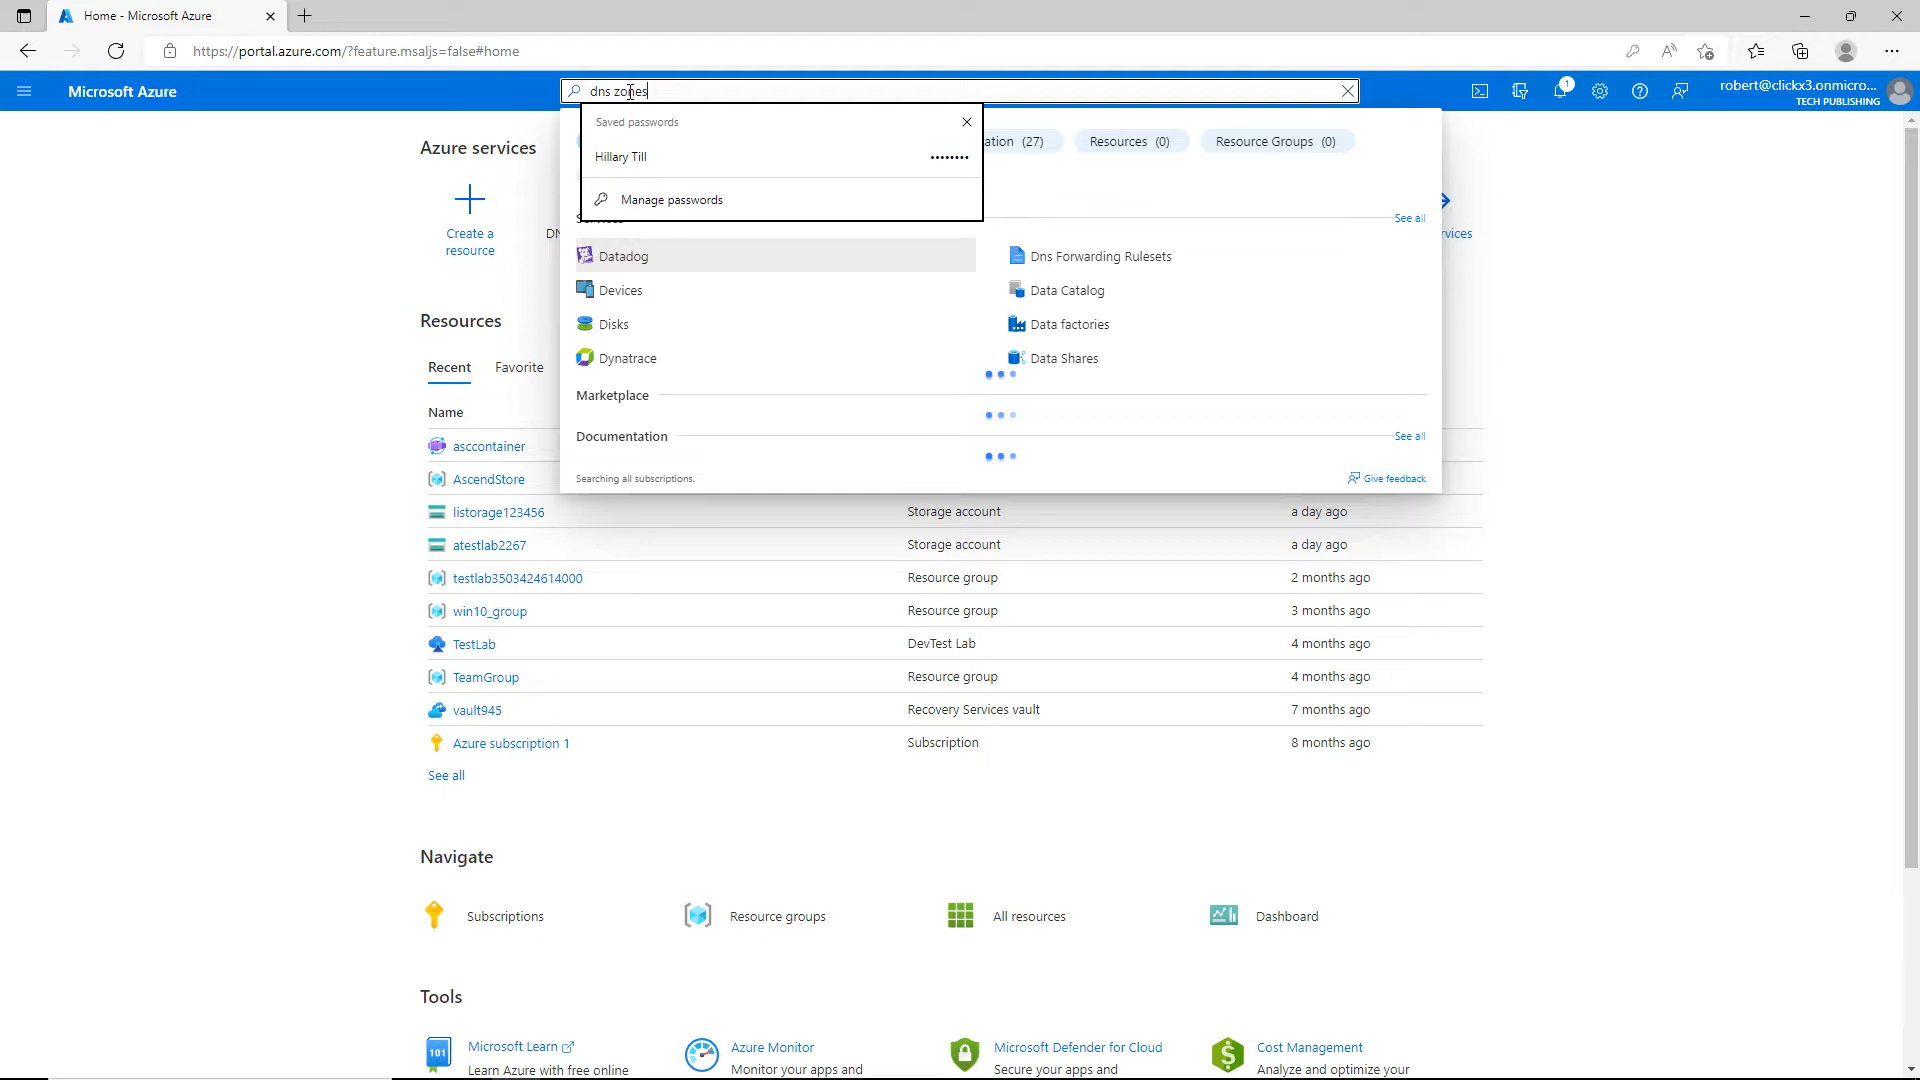 Home - Microsoft Azure
https://portal.azure.com/?feature.msaljs=false#home
Microsoft Azure
dns zones
1
robert@clickx3.onmicro...
TECH PUBLISHING
Saved passwords
Hillary Till ••••••••
Manage passwords
ation (27)
Resources (0)
Resource Groups (0)
See all
Datadog
Dns Forwarding Rulesets
Devices
Data Catalog
Disks
Data factories
Dynatrace
Data Shares
Marketplace
Documentation
See all
Searching all subscriptions.
Give feedback
Azure services
Create a
resource
DN
rvices
Resources
Recent
Favorite
Name
asccontainer
AscendStore
listorage123456 Storage account a day ago
atestlab2267 Storage account a day ago
testlab3503424614000 Resource group 2 months ago
win10_group Resource group 3 months ago
TestLab DevTest Lab 4 months ago
TeamGroup Resource group 4 months ago
vault945 Recovery Services vault 7 months ago
Azure subscription 1 Subscription 8 months ago
See all
Navigate
Subscriptions
Resource groups
All resources
Dashboard
Tools
101
Microsoft Learn
Learn Azure with free online
Azure Monitor
Monitor your apps and
Microsoft Defender for Cloud
Secure your apps and
Cost Management
Analyze and optimize your